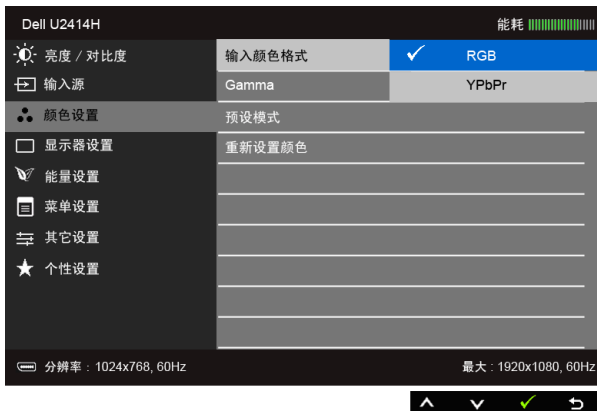 Dell U2414H 能耗
亮度 / 对比度 输入颜色格式 RGB
输入源 Gamma YPbPr
颜色设置 预设模式
显示器设置 重新设置颜色
能量设置
菜单设置
其它设置
个性设置
分辨率 : 1024x768, 60Hz 最大 : 1920x1080, 60Hz